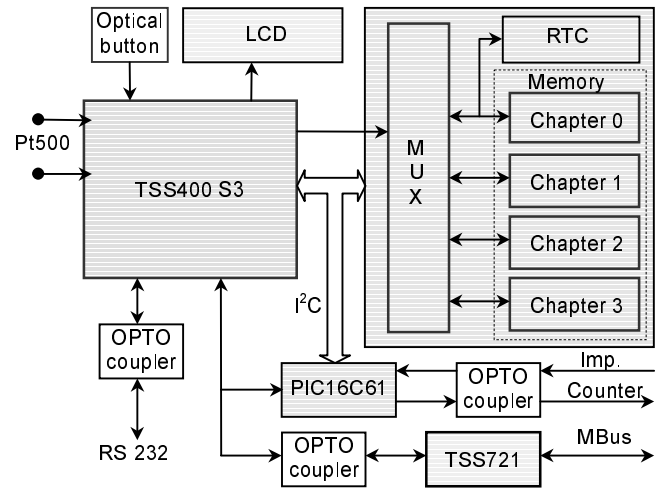 Optical
button
LCD
RTC
Memory
Pt500
TSS400 S3
M
U
X
Chapter 0
Chapter 1
Chapter 2
Chapter 3
I²C
OPTO
coupler
RS 232
PIC16C61
OPTO
coupler
Imp.
Counter
OPTO
coupler
TSS721
MBus